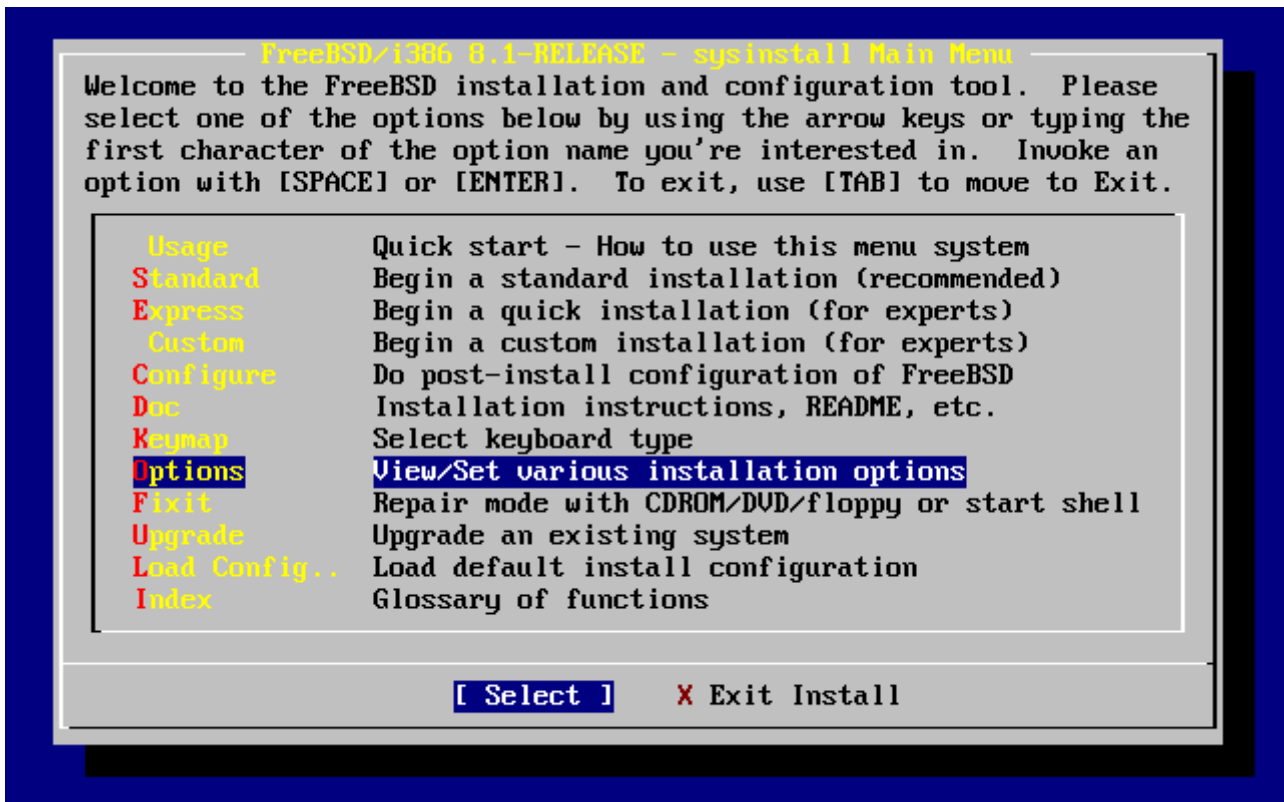 FreeBSD/i386 8.1-RELEASE - sysinstall Main Menu
Welcome to the FreeBSD installation and configuration tool.  Please
select one of the options below by using the arrow keys or typing the
first character of the option name you're interested in.  Invoke an
option with [SPACE] or [ENTER].  To exit, use [TAB] to move to Exit.
Usage Quick start - How to use this menu system
Standard Begin a standard installation (recommended)
Express Begin a quick installation (for experts)
Custom Begin a custom installation (for experts)
Configure Do post-install configuration of FreeBSD
Doc Installation instructions, README, etc.
Keymap Select keyboard type
Options View/Set various installation options
Fixit Repair mode with CDROM/DVD/floppy or start shell
Upgrade Upgrade an existing system
Load Config.. Load default install configuration
Index Glossary of functions
[ Select ] X Exit Install